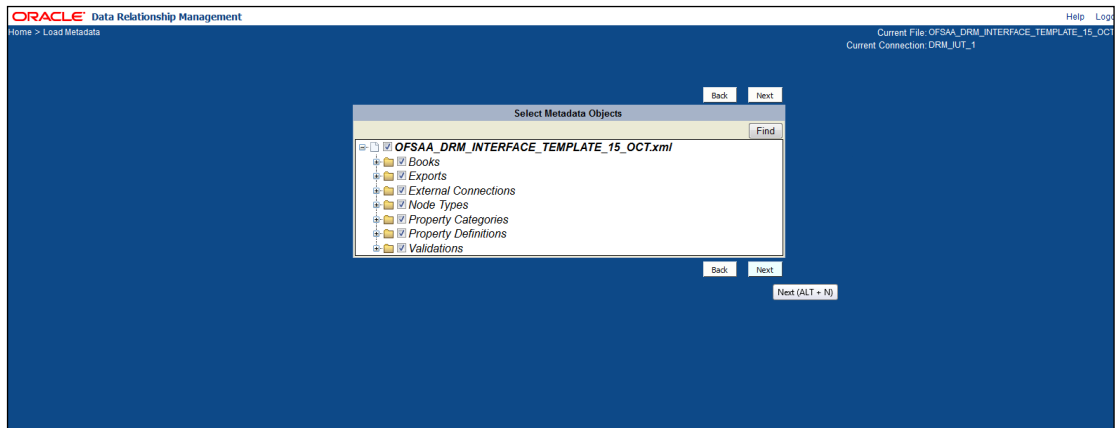 ORACLE Data Relationship Management
Help Logo
Home > Load Metadata
Current File: OFSAA_DRM_INTERFACE_TEMPLATE_15_OCT
Current Connection: DRM_IUT_1
Back Next
Select Metadata Objects
Find
OFSAA_DRM_INTERFACE_TEMPLATE_15_OCT.xml
Books
Exports
External Connections
Node Types
Property Categories
Property Definitions
Validations
Back Next
Next (ALT + N)